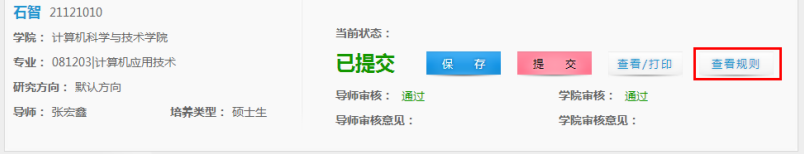 石智 21121010
学院： 计算机科学与技术学院
专业： 081203|计算机应用技术
研究方向： 默认方向
导师： 张宏鑫 培养类型： 硕士生
当前状态：
已提交 保 存 提 交 查看/打印 查看规则
导师审核： 通过 学院审核： 通过
导师审核意见： 学院审核意见：